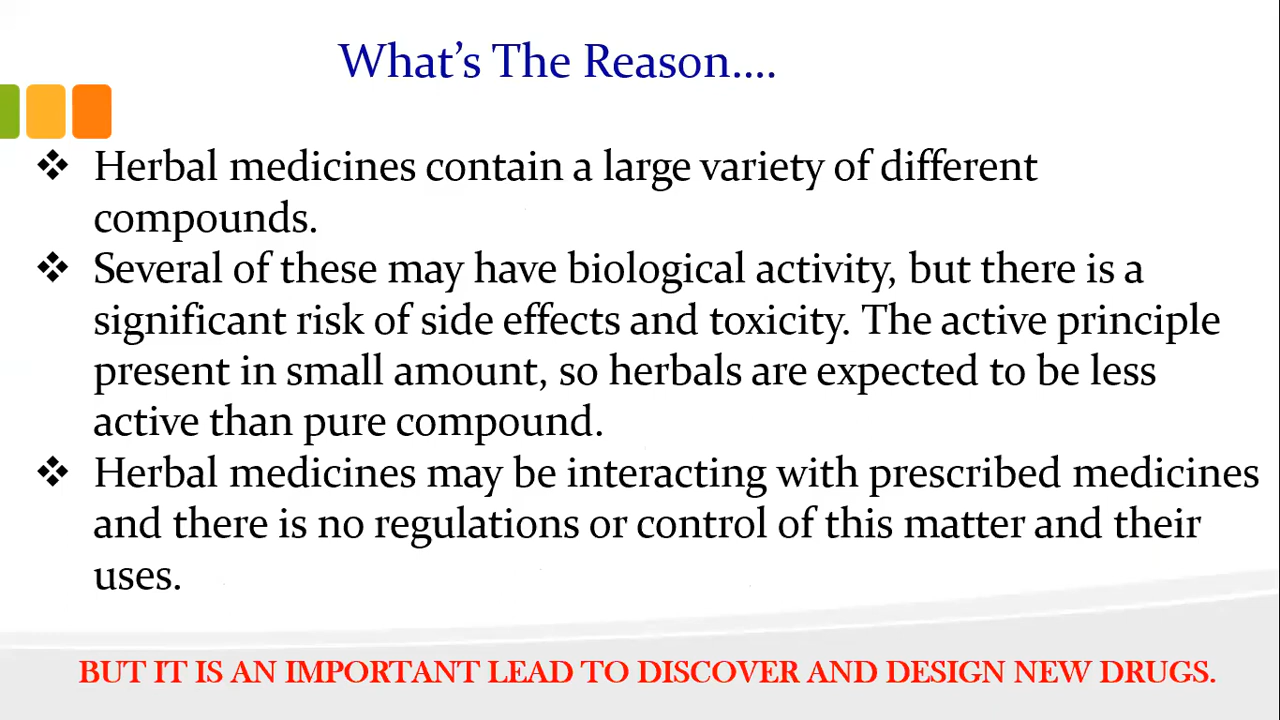 What's The Reason....
❖ Herbal medicines contain a large variety of different
compounds.
❖ Several of these may have biological activity, but there is a
significant risk of side effects and toxicity. The active principle
present in small amount, so herbals are expected to be less
active than pure compound.
❖ Herbal medicines may be interacting with prescribed medicines
and there is no regulations or control of this matter and their
uses.
BUT IT IS AN IMPORTANT LEAD TO DISCOVER AND DESIGN NEW DRUGS.